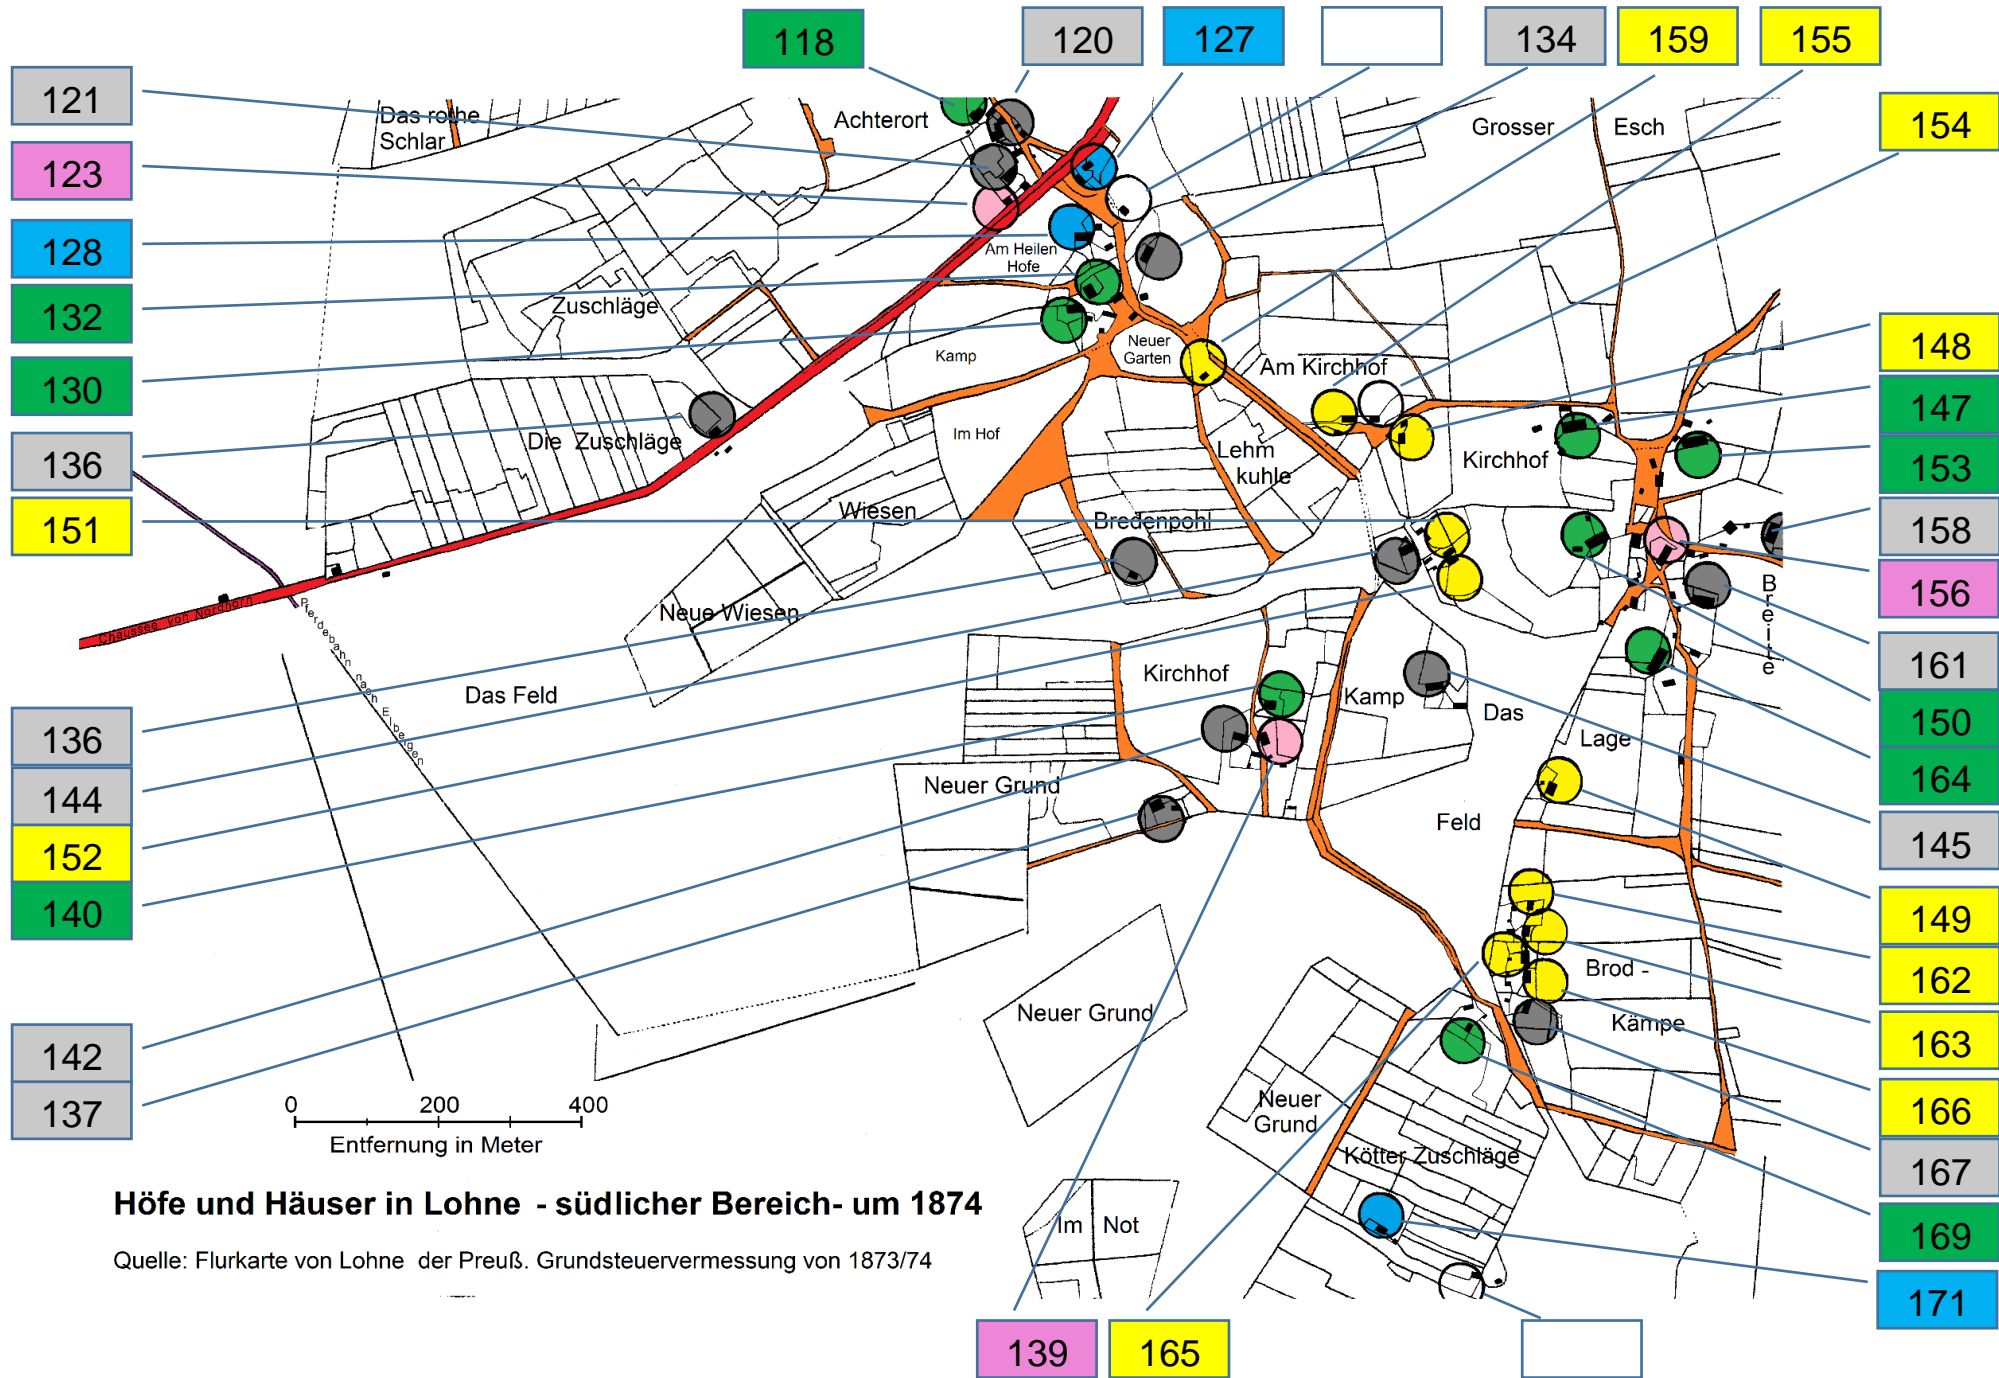 118
120
127
134
159
155
121
123
128
132
130
136
151
136
144
152
140
142
137
154
148
147
153
158
156
161
150
164
145
149
162
163
166
167
169
171
139
165
Das rothe
Schlar
Achterort
Grosser
Esch
Am Heilen
Hofe
Zuschläge
Kamp
Neuer
Garten
Am Kirchhof
Die Zuschläge
Im Hof
Lehm
kuhle
Kirchhof
Wiesen
Bredenpohl
Neue Wiesen
Breite
Chaussee von Nordhorn
Pferdebahn nach Elbergen
Das Feld
Kirchhof
Kamp
Das
Lage
Neuer Grund
Feld
Brod -
Kämpe
Neuer Grund
Neuer
Grund
Kötter Zuschläge
Im Not
0 200 400
Entfernung in Meter
Höfe und Häuser in Lohne - südlicher Bereich- um 1874
Quelle: Flurkarte von Lohne der Preuß. Grundsteuervermessung von 1873/74